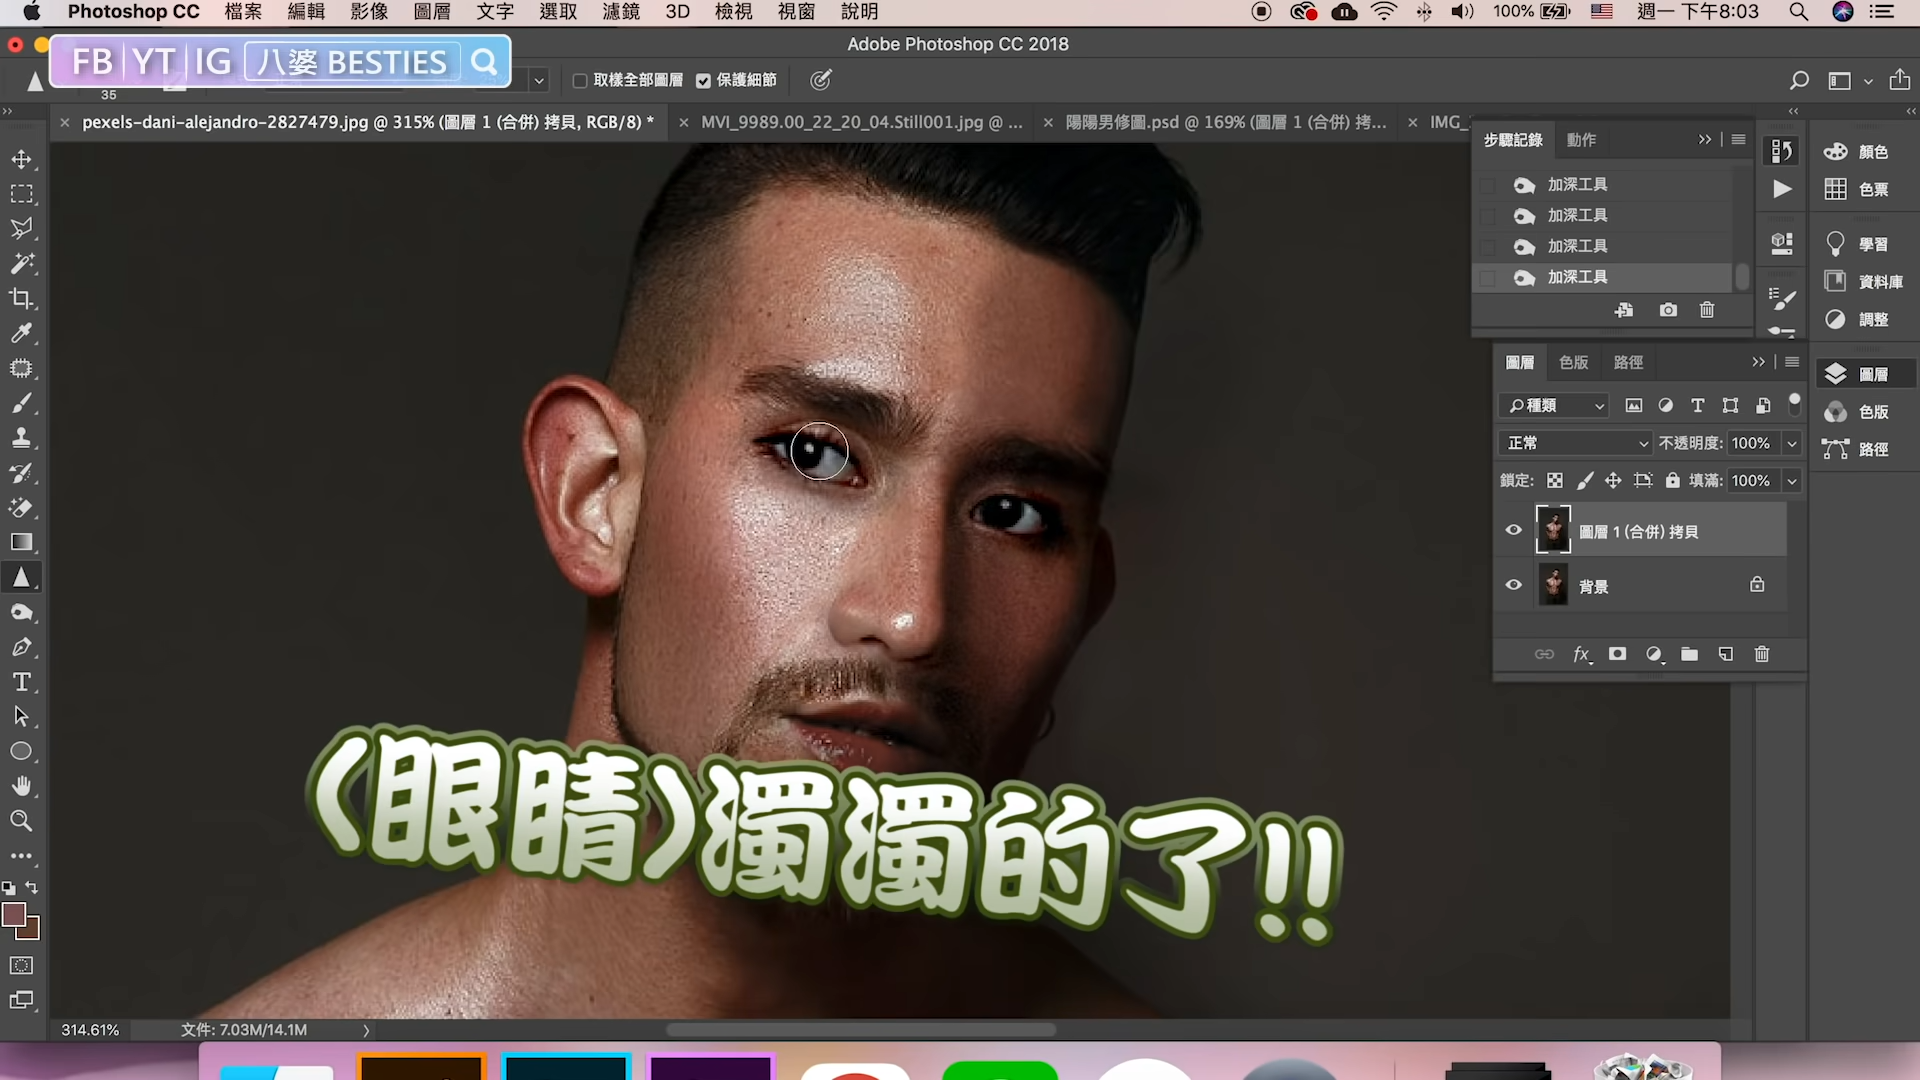 Photoshop CC 檔案 編輯 影像 圖層 文字 選取 濾鏡 3D 檢視 視窗 說明
100% 週一 下午8:03
Adobe Photoshop CC 2018
FB YT IG 八婆 BESTIES
35
取樣全部圖層 保護細節
pexels-dani-alejandro-2827479.jpg @ 315% (圖層 1 (合併) 拷貝, RGB/8) *
MVI_9989.00_22_20_04.Still001.jpg @ ...
陽陽男修圖.psd @ 169% (圖層 1 (合併) 拷...
IMG_
步驟記錄 動作
加深工具
加深工具
加深工具
加深工具
顏色
色票
學習
資料庫
調整
圖層
色版
路徑
圖層 色版 路徑
種類
正常 不透明度: 100%
鎖定: 填滿: 100%
圖層 1 (合併) 拷貝
背景
fx
(眼睛)濁濁的了!!
314.61% 文件: 7.03M/14.1M